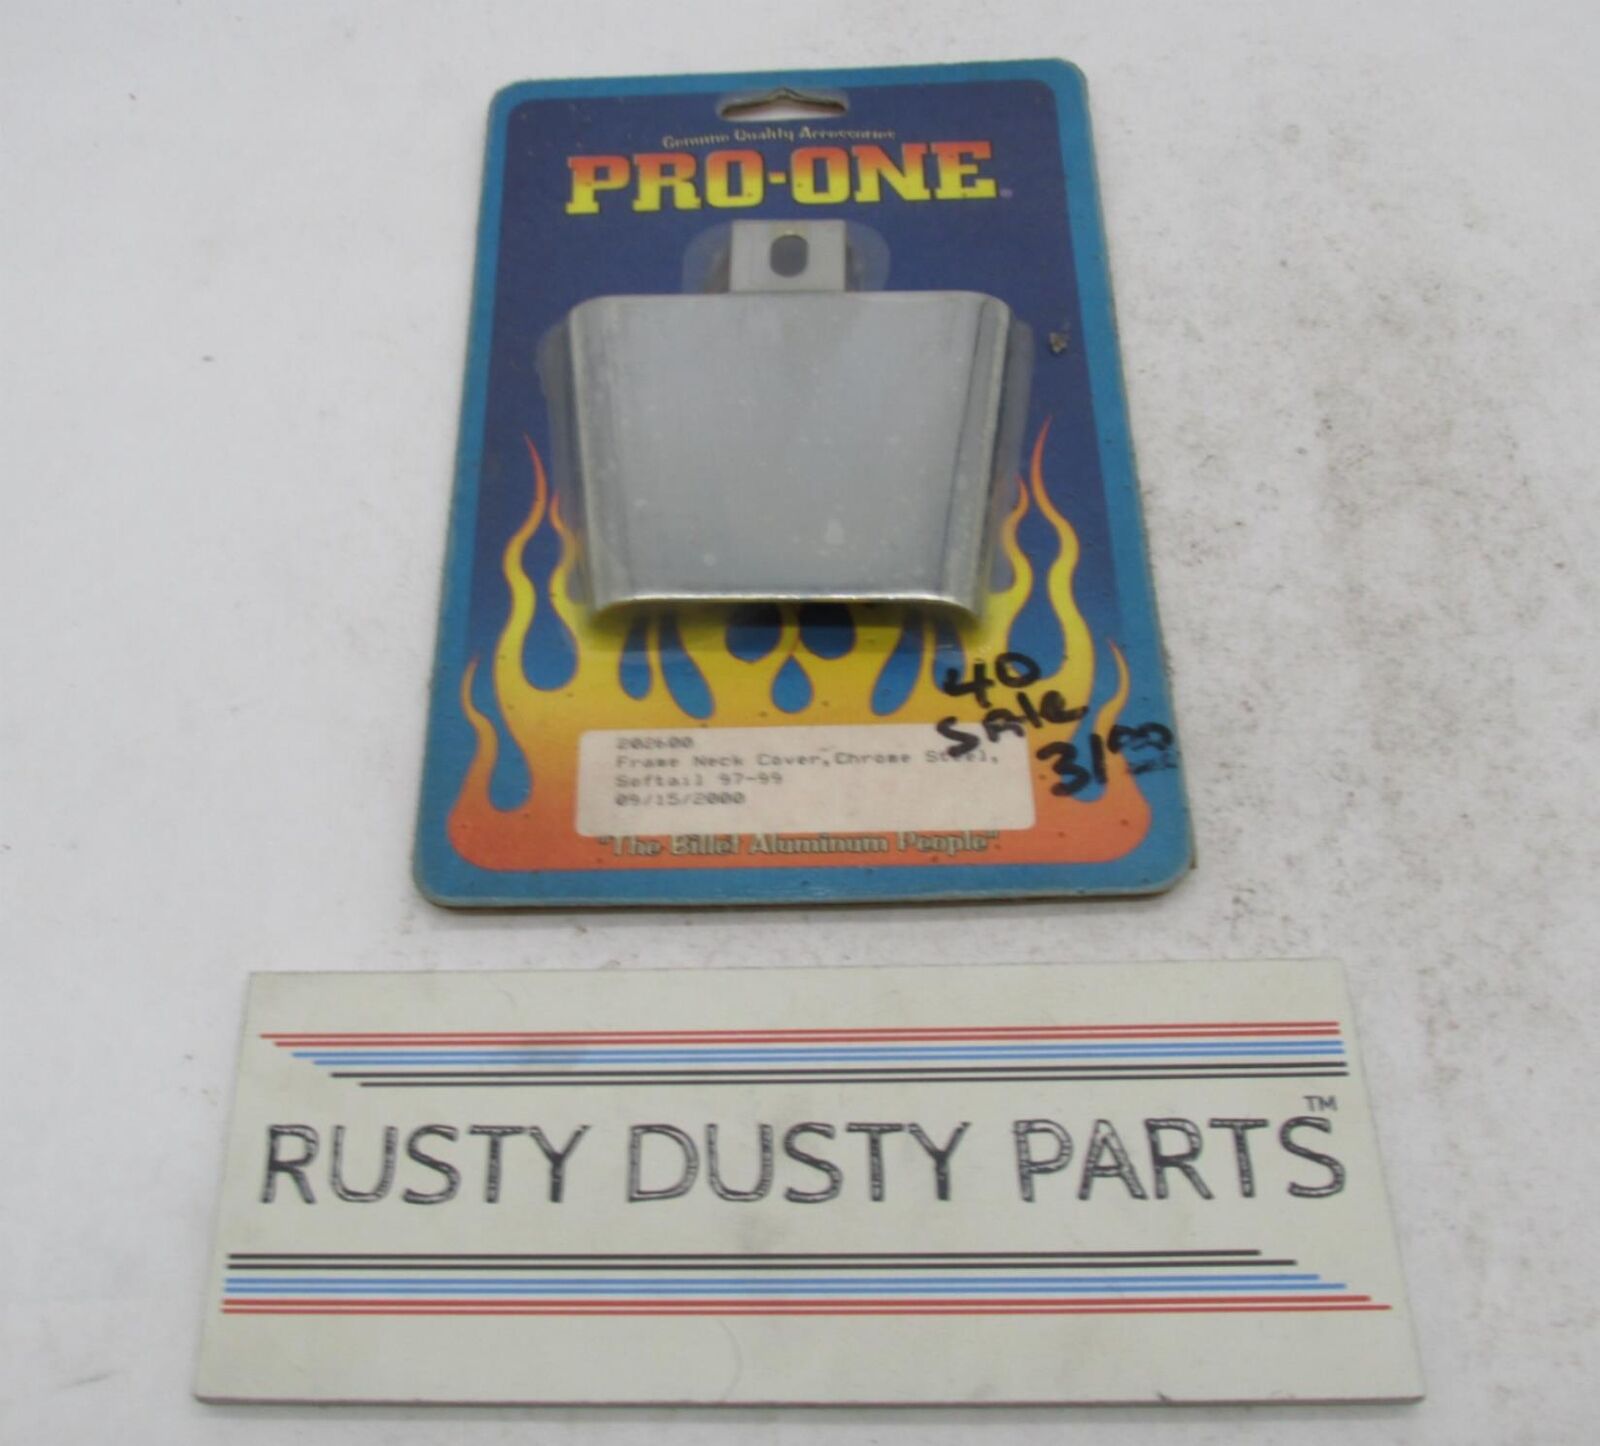 Genuine Quality Accessories
PRO-ONE®
202600
Frame Neck Cover, Chrome Steel,
Softail 97-99
09/15/2000
40
SAle
31.00
"The Billet Aluminum People"
RUSTY DUSTY PARTS™